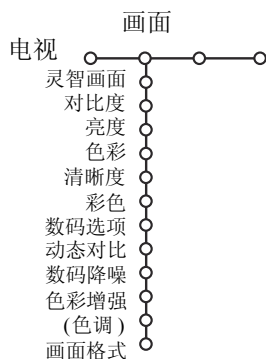 画面
电视
灵智画面
对比度
亮度
色彩
清晰度
彩色
数码选项
动态对比
数码降噪
色彩增强
(色调)
画面格式